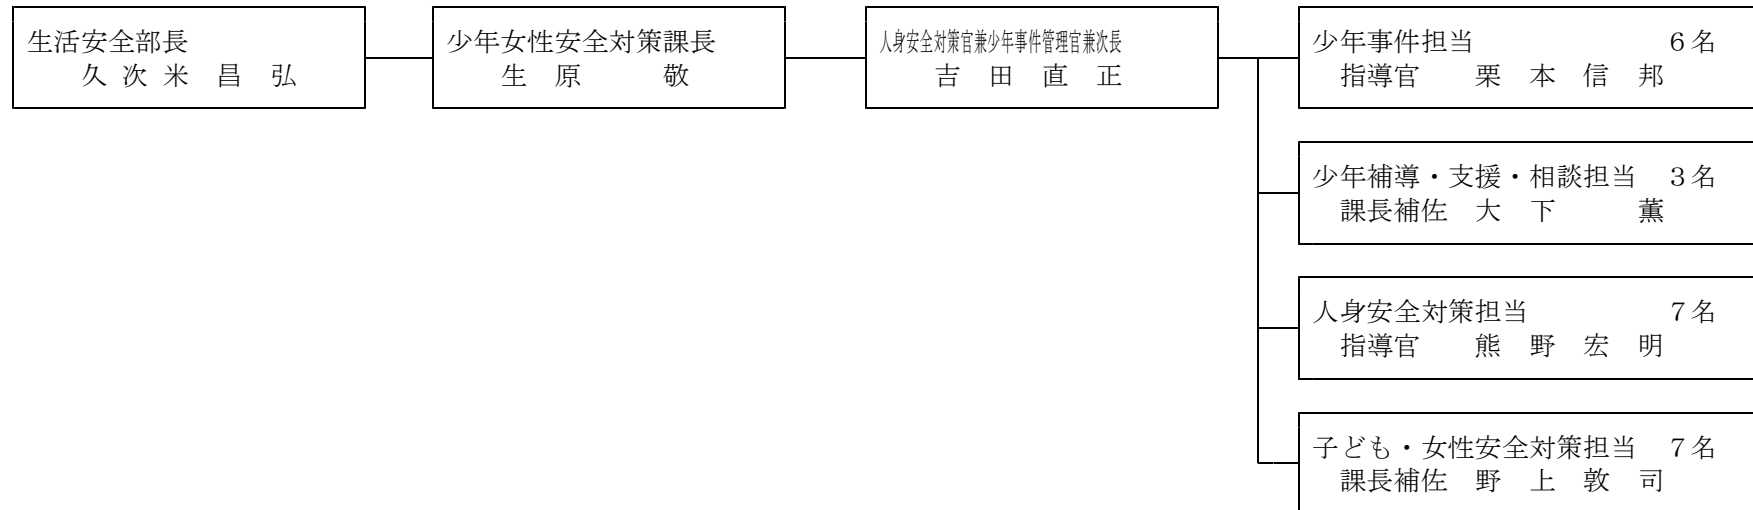 生活安全部長
久次米 昌 弘
少年女性安全対策課長
生 原 敬
人身安全対策官兼少年事件管理官兼次長
吉 田 直 正
少年事件担当 ６名
指導官 栗 本 信 邦
少年補導・支援・相談担当 ３名
課長補佐 大 下 薫
人身安全対策担当 ７名
指導官 熊 野 宏 明
子ども・女性安全対策担当 ７名
課長補佐 野 上 敦 司